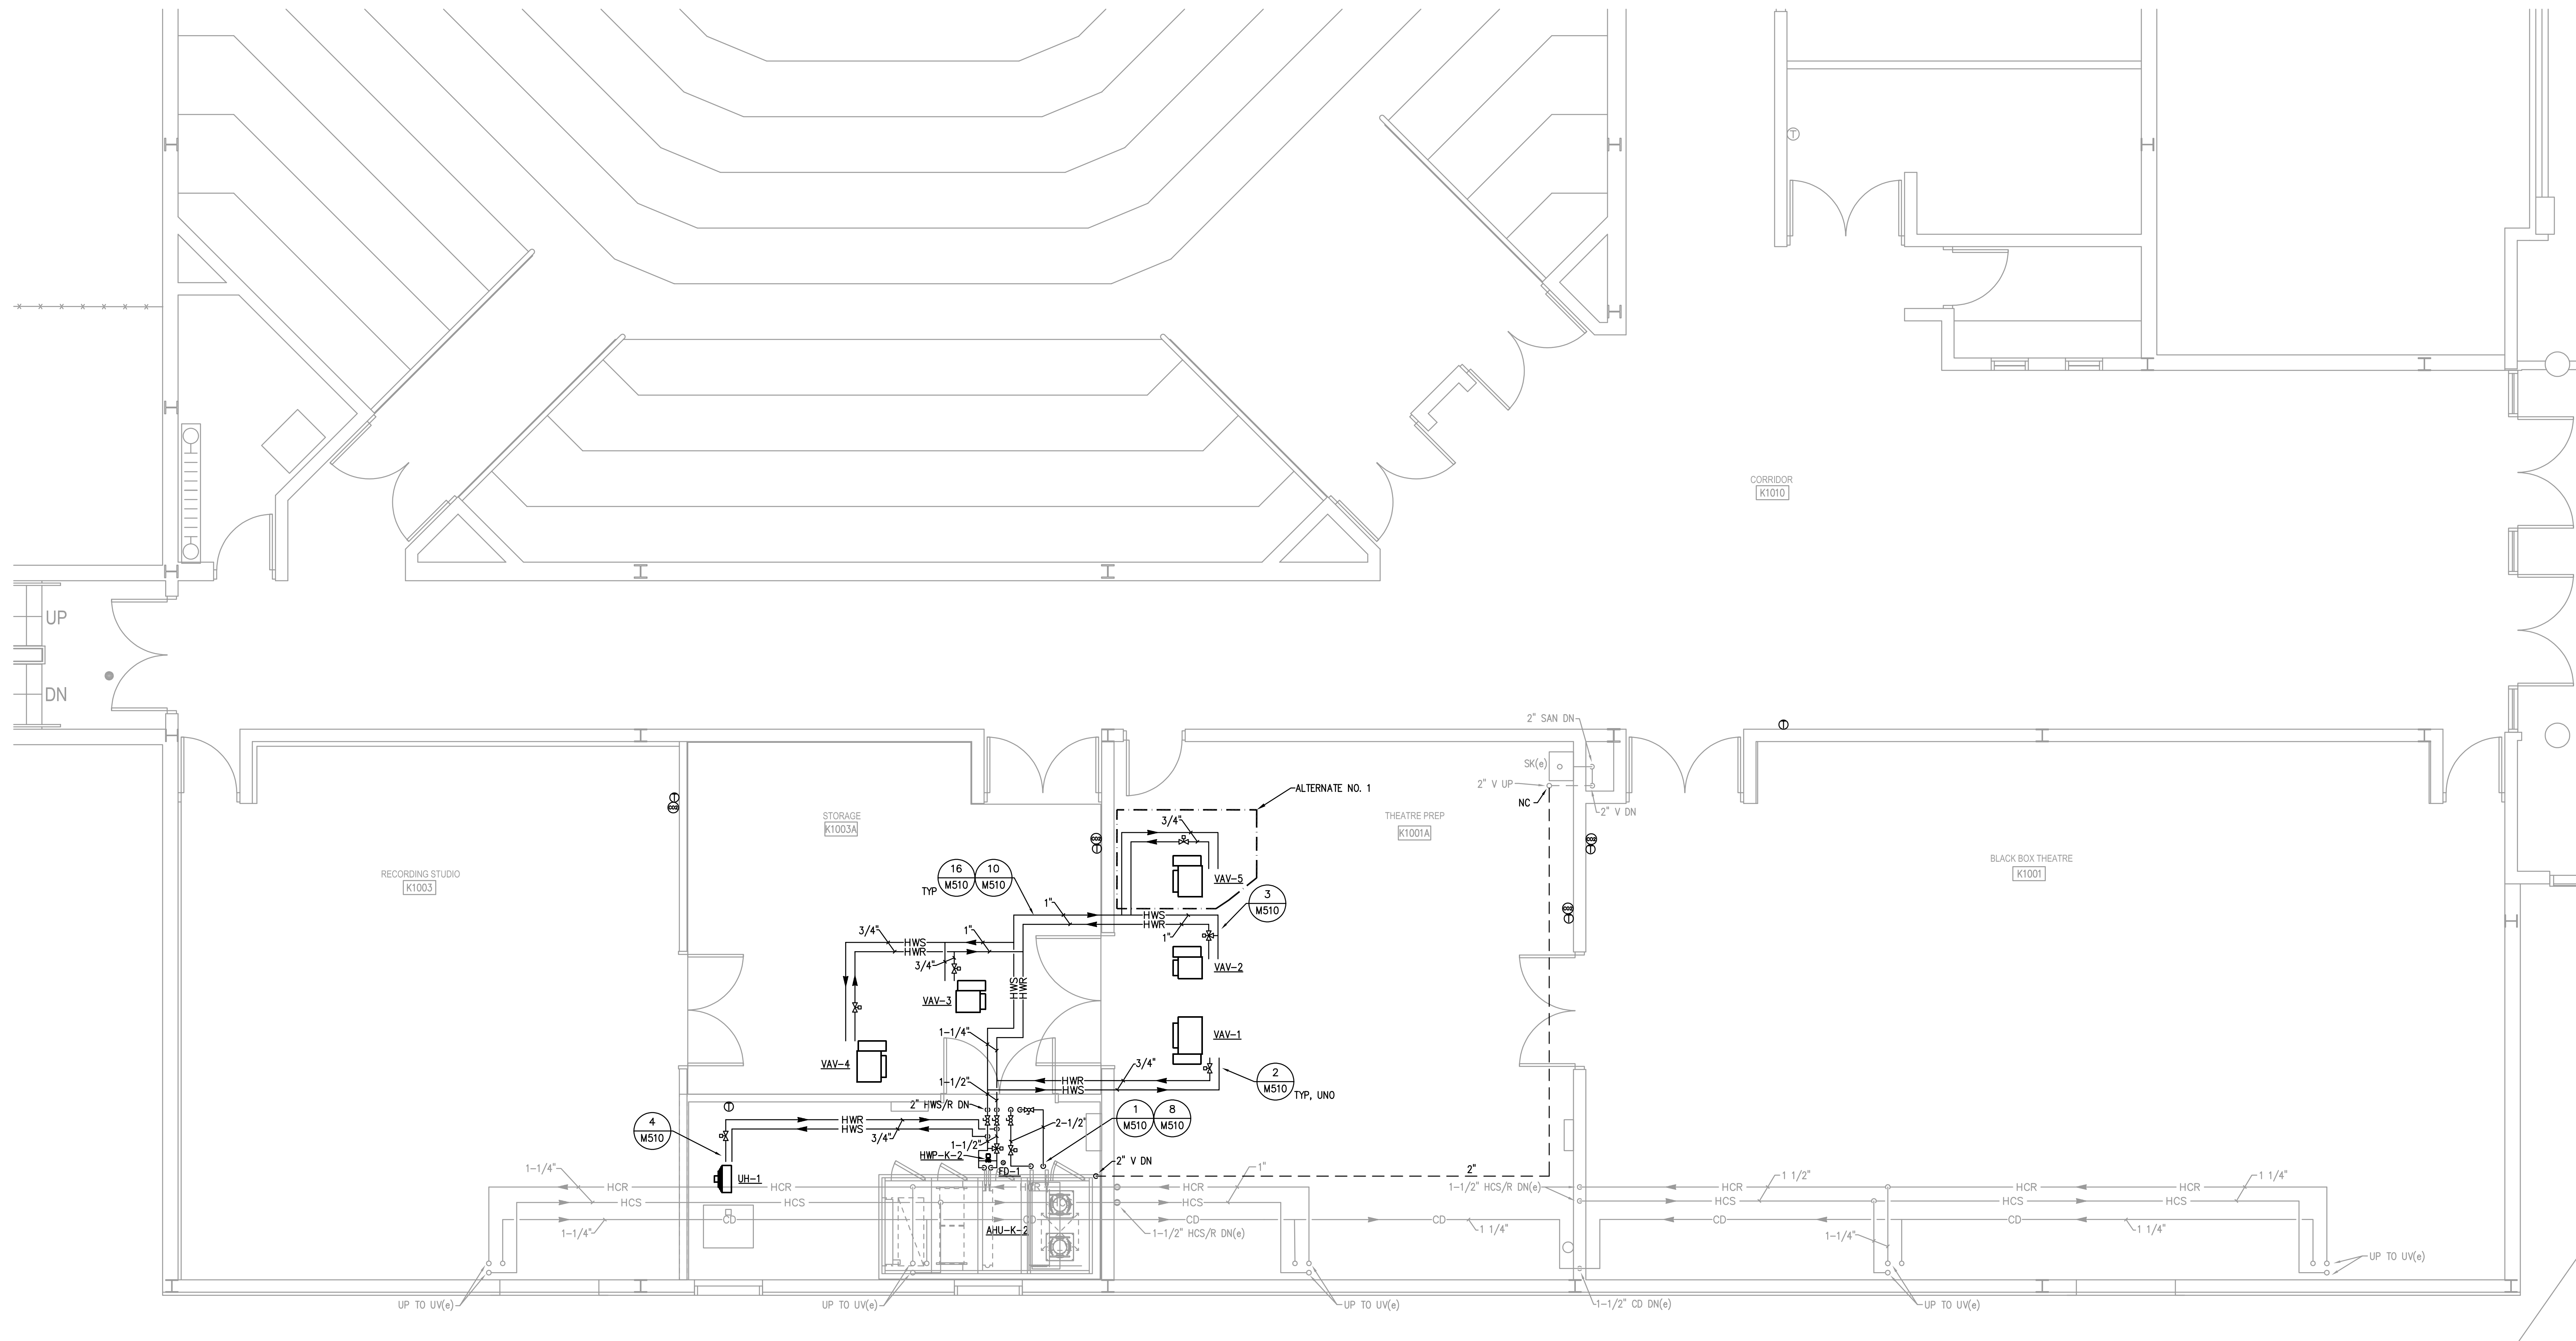 CORRIDOR
K1010
UP
DN
2" SAN DN
SK(e)
2" V UP
NC
2" V DN
ALTERNATE NO. 1
3/4"
STORAGE
K1003A
THEATRE PREP
K1001A
BLACK BOX THEATRE
K1001
RECORDING STUDIO
K1003
16
M510
10
M510
TYP
VAV-5
3
M510
1"
HWS
HWR
1"
3/4"
HWS
HWR
1"
3/4"
VAV-2
VAV-3
HWS
HWR
1-1/4"
VAV-1
VAV-4
3/4"
2
M510
TYP, UNO
HWR
HWS
1-1/2"
2" HWS/R DN
4
M510
HWR
HWS
3/4"
1
M510
8
M510
2-1/2"
1-1/2"
HWP-K-2
FD-1
2" V DN
2"
UH-1
1-1/4"
HCR
HCR
HCR
HCR
1"
1-1/2" HCS/R DN(e)
HCR
1 1/2"
HCR
HCR
1 1/4"
HCS
HCS
HCS
HCS
HCS
HCS
1-1/4"
CD
CD
CD
CD
1 1/4"
CD
CD
1 1/4"
AHU-K-2
1-1/2" HCS/R DN(e)
1-1/4"
UP TO UV(e)
UP TO UV(e)
UP TO UV(e)
UP TO UV(e)
1-1/2" CD DN(e)
UP TO UV(e)